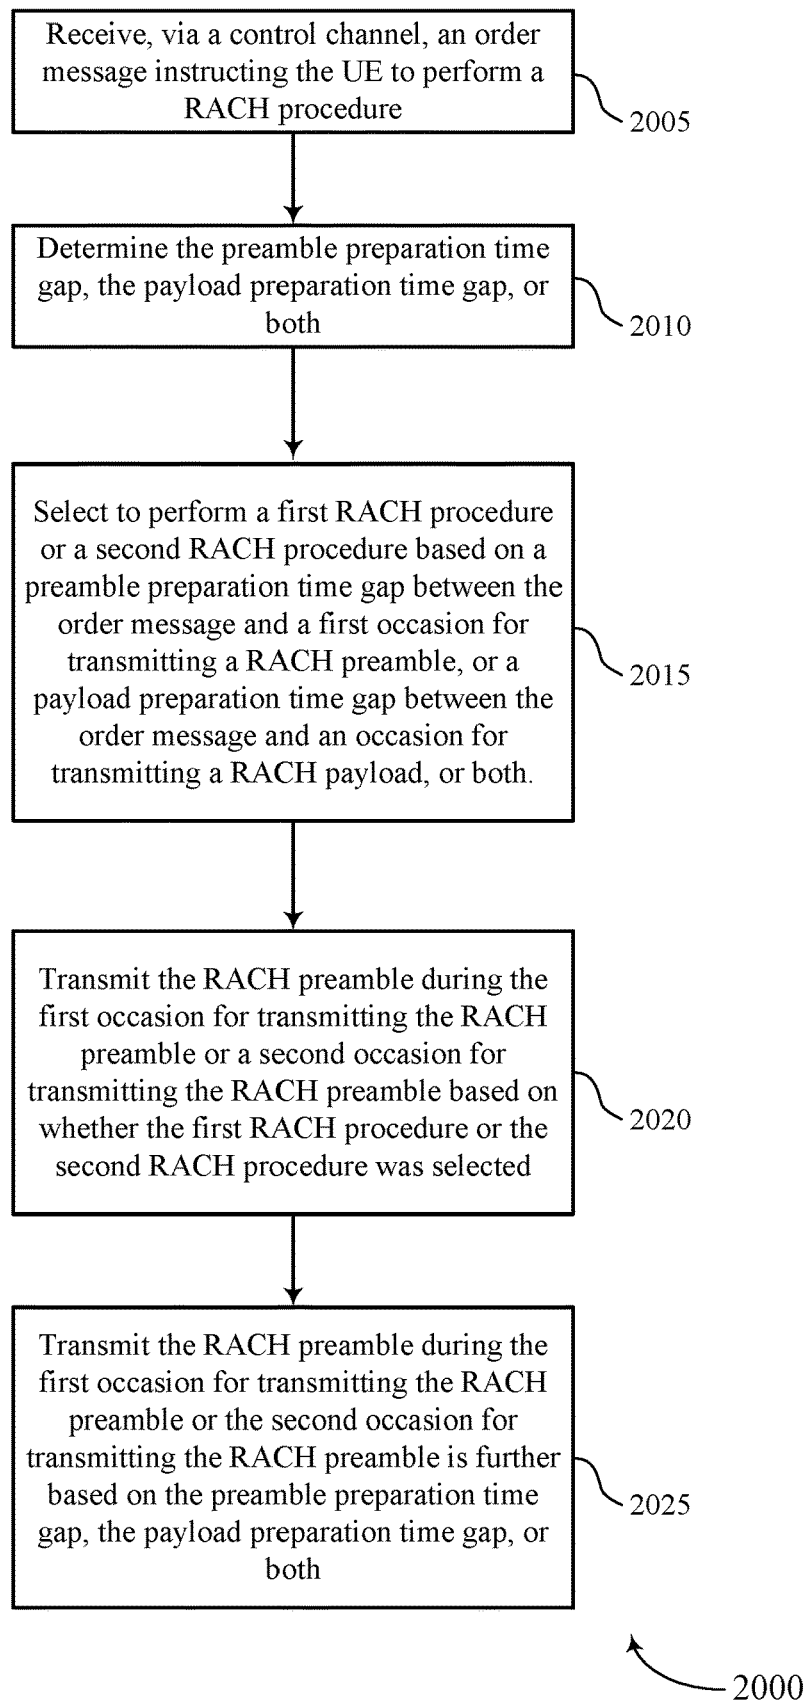 Receive, via a control channel, an order
message instructing the UE to perform a
RACH procedure
2005
Determine the preamble preparation time
gap, the payload preparation time gap, or
both
2010
Select to perform a first RACH procedure
or a second RACH procedure based on a
preamble preparation time gap between the
order message and a first occasion for
transmitting a RACH preamble, or a
payload preparation time gap between the
order message and an occasion for
transmitting a RACH payload, or both.
2015
Transmit the RACH preamble during the
first occasion for transmitting the RACH
preamble or a second occasion for
transmitting the RACH preamble based on
whether the first RACH procedure or the
second RACH procedure was selected
2020
Transmit the RACH preamble during the
first occasion for transmitting the RACH
preamble or the second occasion for
transmitting the RACH preamble is further
based on the preamble preparation time
gap, the payload preparation time gap, or
both
2025
2000